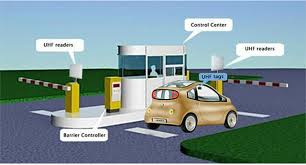 Control Center
UHF readers
UHF readers
UHF tags
Barrier Controller